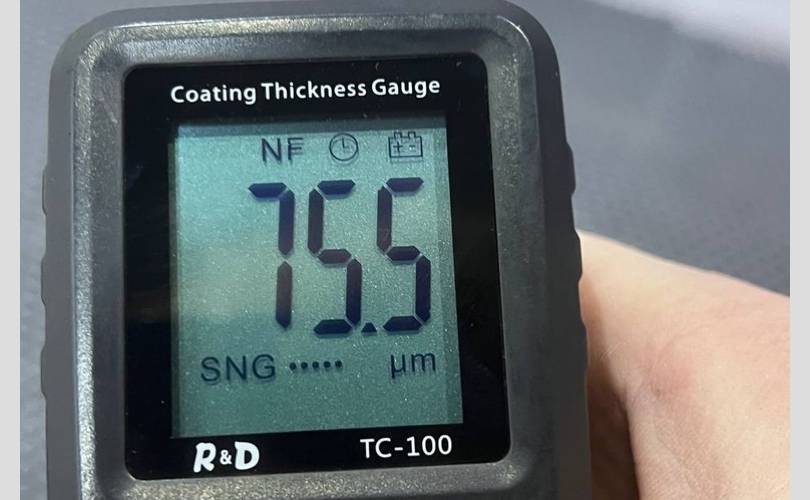 Coating Thickness Gauge
NF
75.5
SNG ····· µm
R&D TC-100